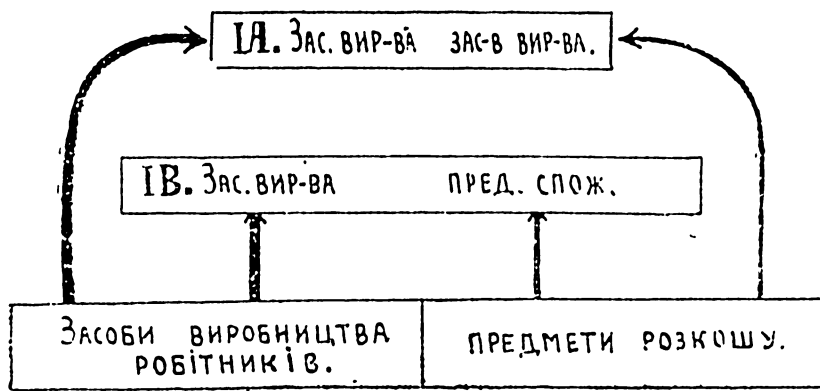 IA. ЗАС. ВИР-ВА ЗАС-В ВИР-ВА.
IB. ЗАС. ВИР-ВА ПРЕД. СПОЖ.
ЗАСОБИ ВИРОБНИЦТВА
РОБІТНИКІВ.
ПРЕДМЕТИ РОЗКОШУ.